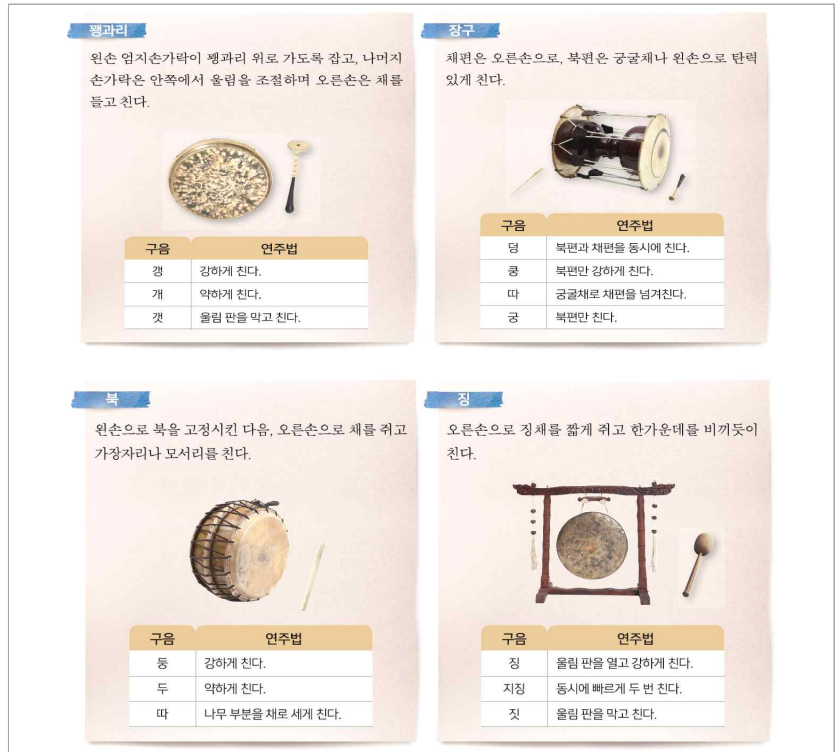 꽹과리
왼손 엄지손가락이 꽹과리 위로 가도록 잡고, 나머지
손가락은 안쪽에서 울림을 조절하며 오른손은 채를
들고 친다.
구음 연주법
갱 강하게 친다.
개 약하게 친다.
갯 울림 판을 막고 친다.
장구
채편은 오른손으로, 북편은 궁굴채나 왼손으로 탄력
있게 친다.
구음 연주법
덩 북편과 채편을 동시에 친다.
쿵 북편만 강하게 친다.
따 궁굴채로 채편을 넘겨친다.
궁 북편만 친다.
북
왼손으로 북을 고정시킨 다음, 오른손으로 채를 쥐고
가장자리나 모서리를 친다.
구음 연주법
둥 강하게 친다.
두 약하게 친다.
따 나무 부분을 채로 세게 친다.
징
오른손으로 징채를 짧게 쥐고 한가운데를 비끼듯이
친다.
구음 연주법
징 울림 판을 열고 강하게 친다.
지징 동시에 빠르게 두 번 친다.
짓 울림 판을 막고 친다.